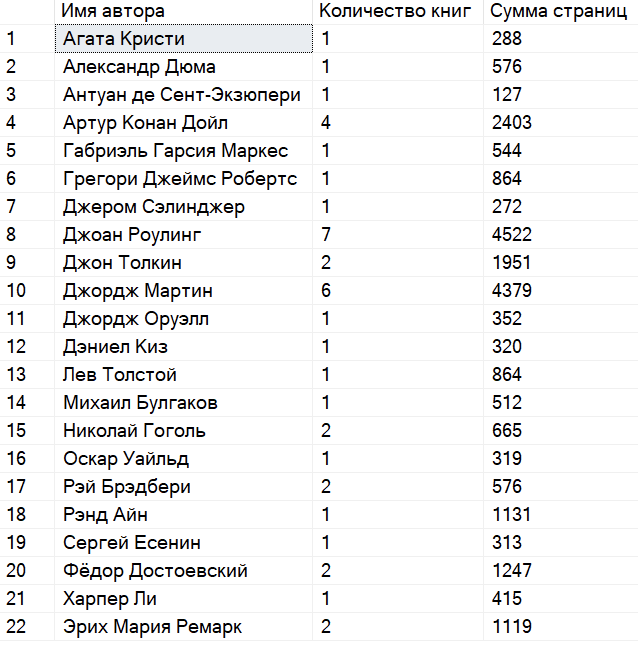 Имя автора Количество книг Сумма страниц
1 Агата Кристи 1 288
2 Александр Дюма 1 576
3 Антуан де Сент-Экзюпери 1 127
4 Артур Конан Дойл 4 2403
5 Габриэль Гарсия Маркес 1 544
6 Грегори Джеймс Робертс 1 864
7 Джером Сэлинджер 1 272
8 Джоан Роулинг 7 4522
9 Джон Толкин 2 1951
10 Джордж Мартин 6 4379
11 Джордж Оруэлл 1 352
12 Дэниел Киз 1 320
13 Лев Толстой 1 864
14 Михаил Булгаков 1 512
15 Николай Гоголь 2 665
16 Оскар Уайльд 1 319
17 Рэй Брэдбери 2 576
18 Рэнд Айн 1 1131
19 Сергей Есенин 1 313
20 Фёдор Достоевский 2 1247
21 Харпер Ли 1 415
22 Эрих Мария Ремарк 2 1119